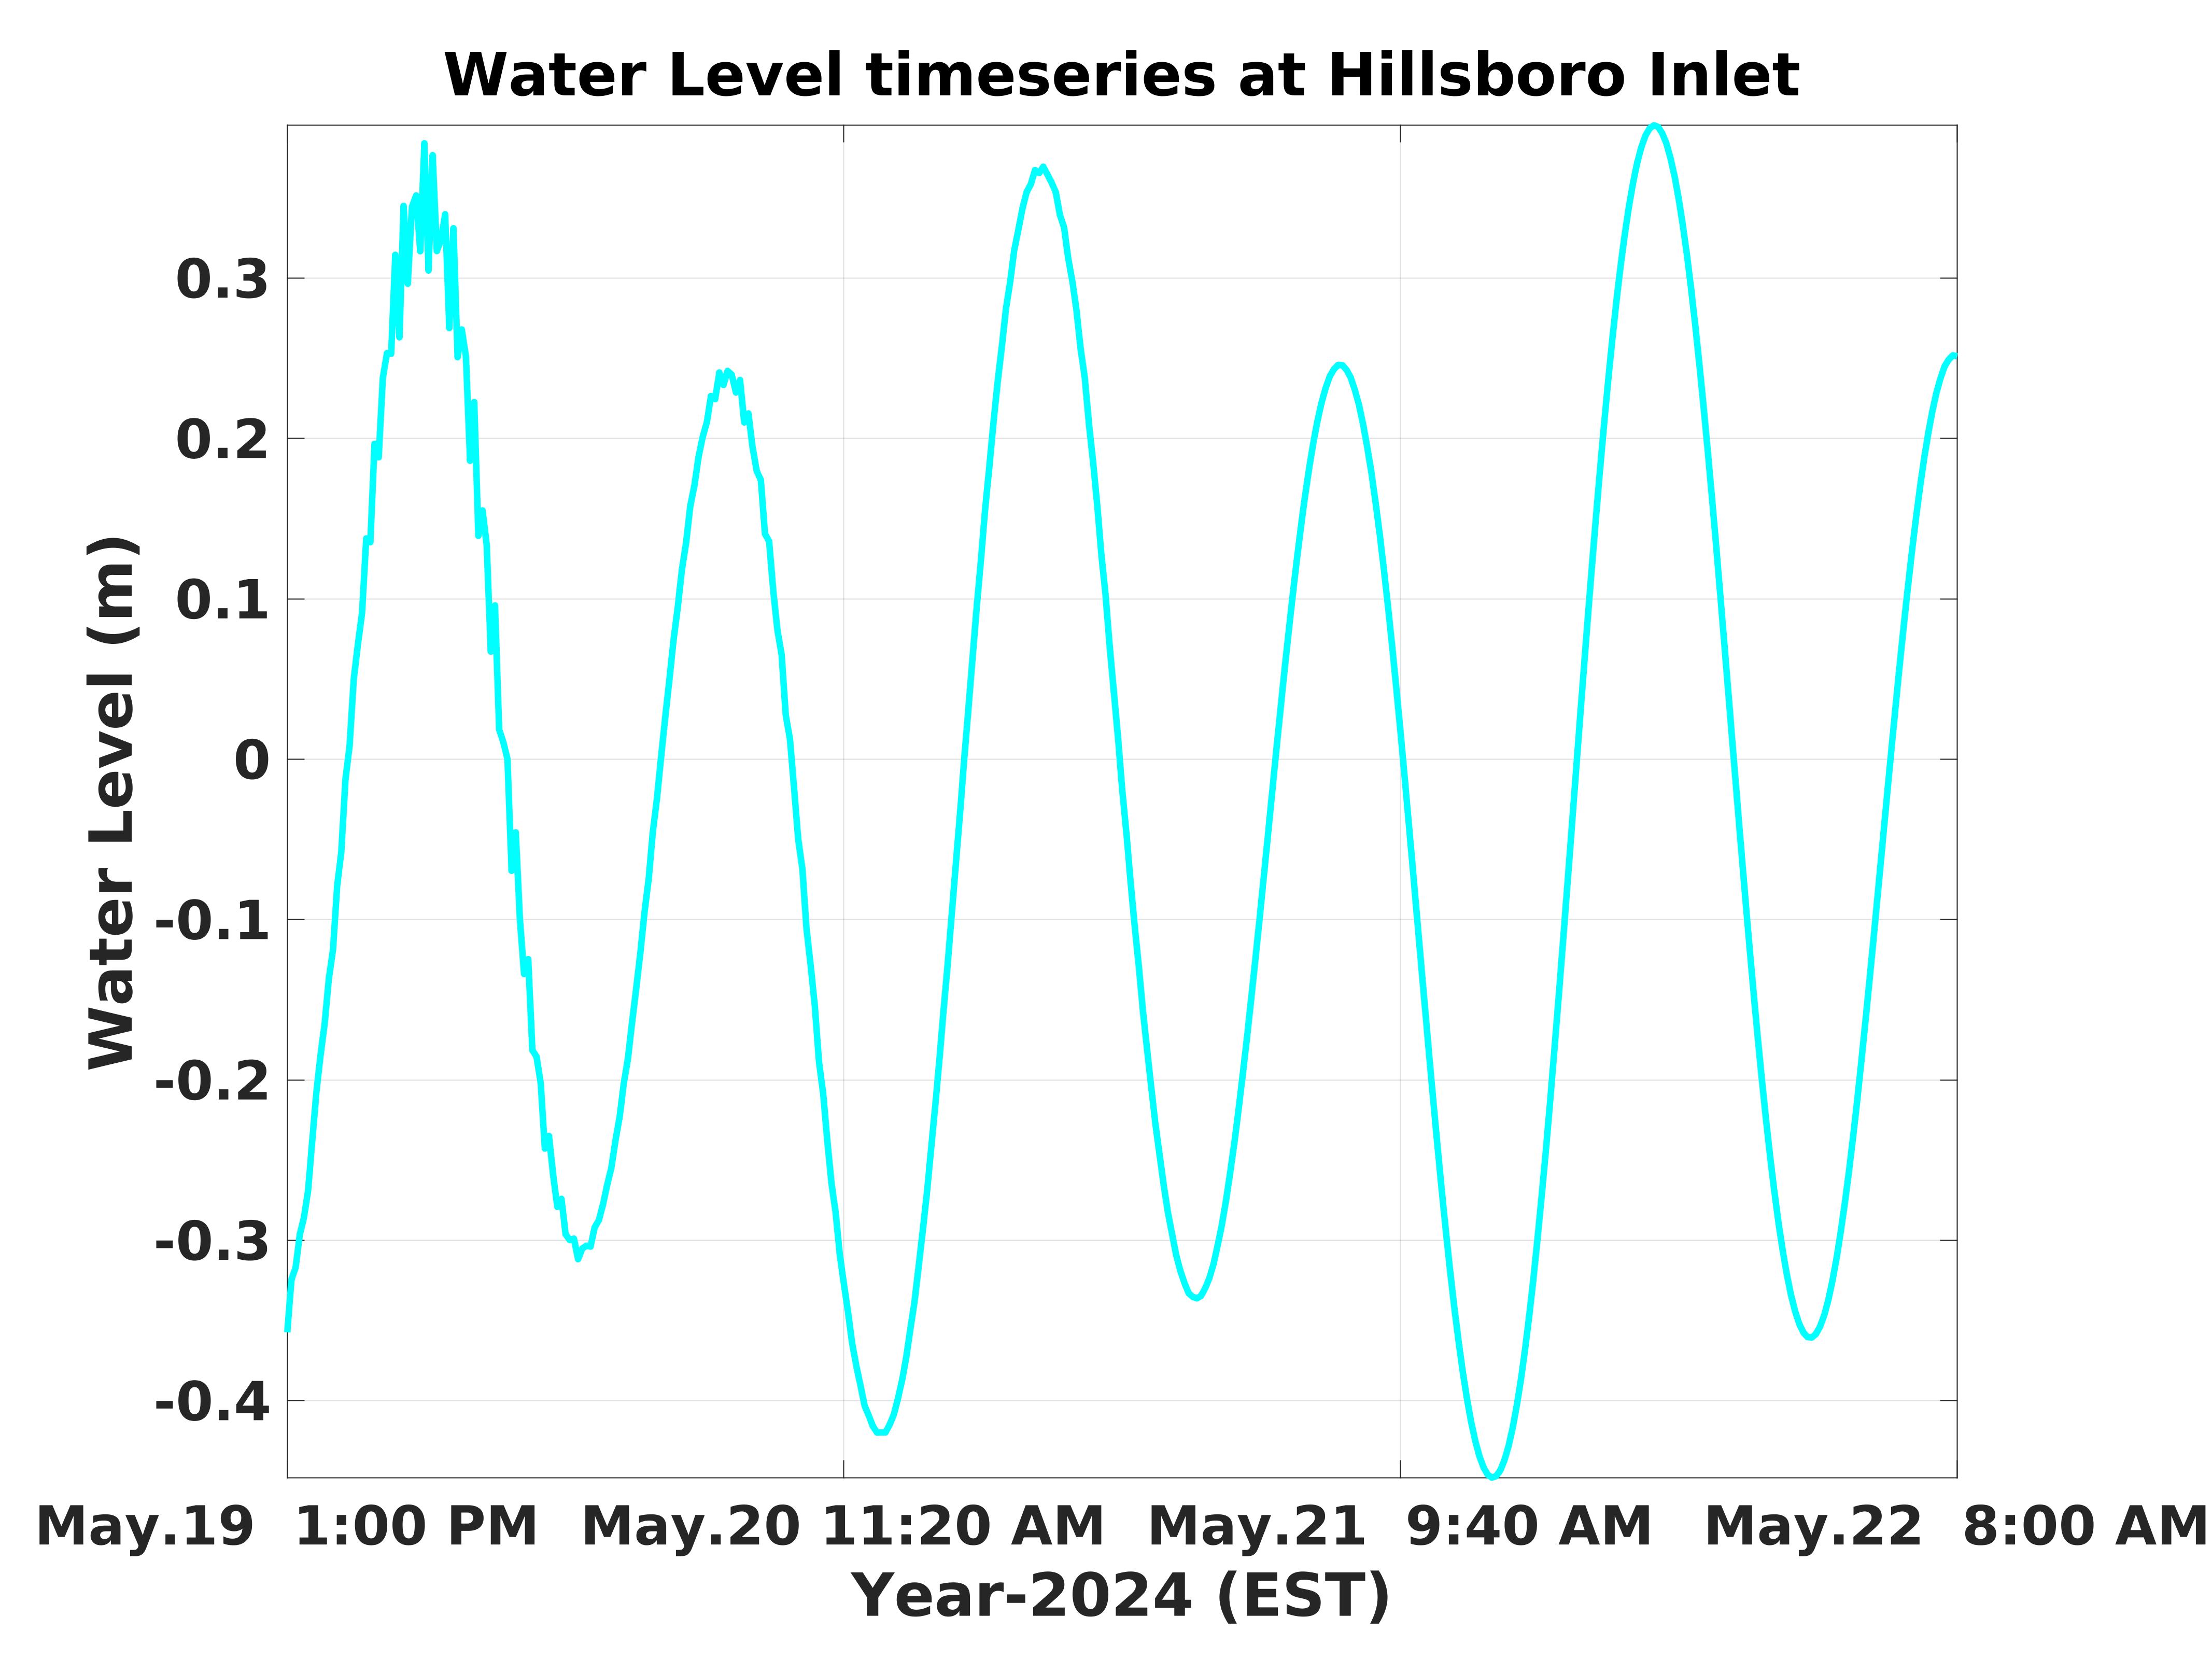 Water Level timeseries at Hillsboro Inlet
0.3
0.2
0.1
0
-0.1
-0.2
-0.3
-0.4
Water Level (m)
May.19 1:00 PM May.20 11:20 AM May.21 9:40 AM May.22 8:00 AM
Year-2024 (EST)